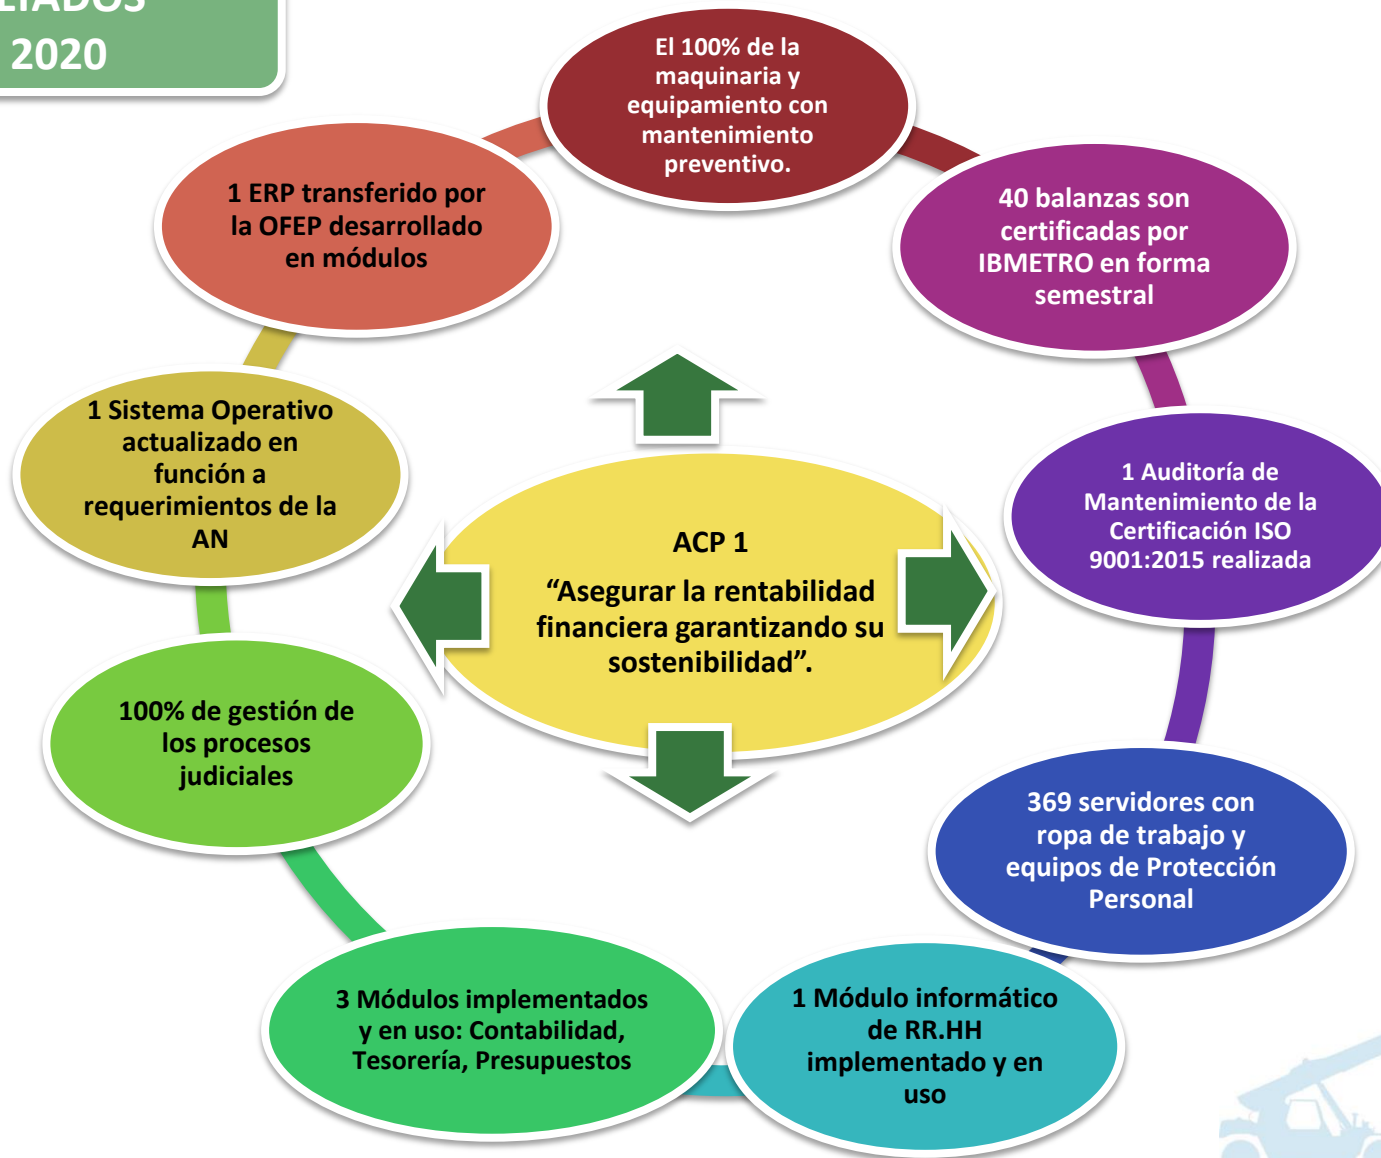 2020
El 100% de la
maquinaria y
equipamiento con
mantenimiento
preventivo.
40 balanzas son
certificadas por
IBMETRO en forma
semestral
1 Auditoría de
Mantenimiento de la
Certificación ISO
9001:2015 realizada
369 servidores con
ropa de trabajo y
equipos de Protección
Personal
1 Módulo informático
de RR.HH
implementado y en
uso
3 Módulos implementados
y en uso: Contabilidad,
Tesorería, Presupuestos
100% de gestión de
los procesos
judiciales
1 Sistema Operativo
actualizado en
función a
requerimientos de la
AN
1 ERP transferido por
la OFEP desarrollado
en módulos
ACP 1
“Asegurar la rentabilidad
financiera garantizando su
sostenibilidad”.